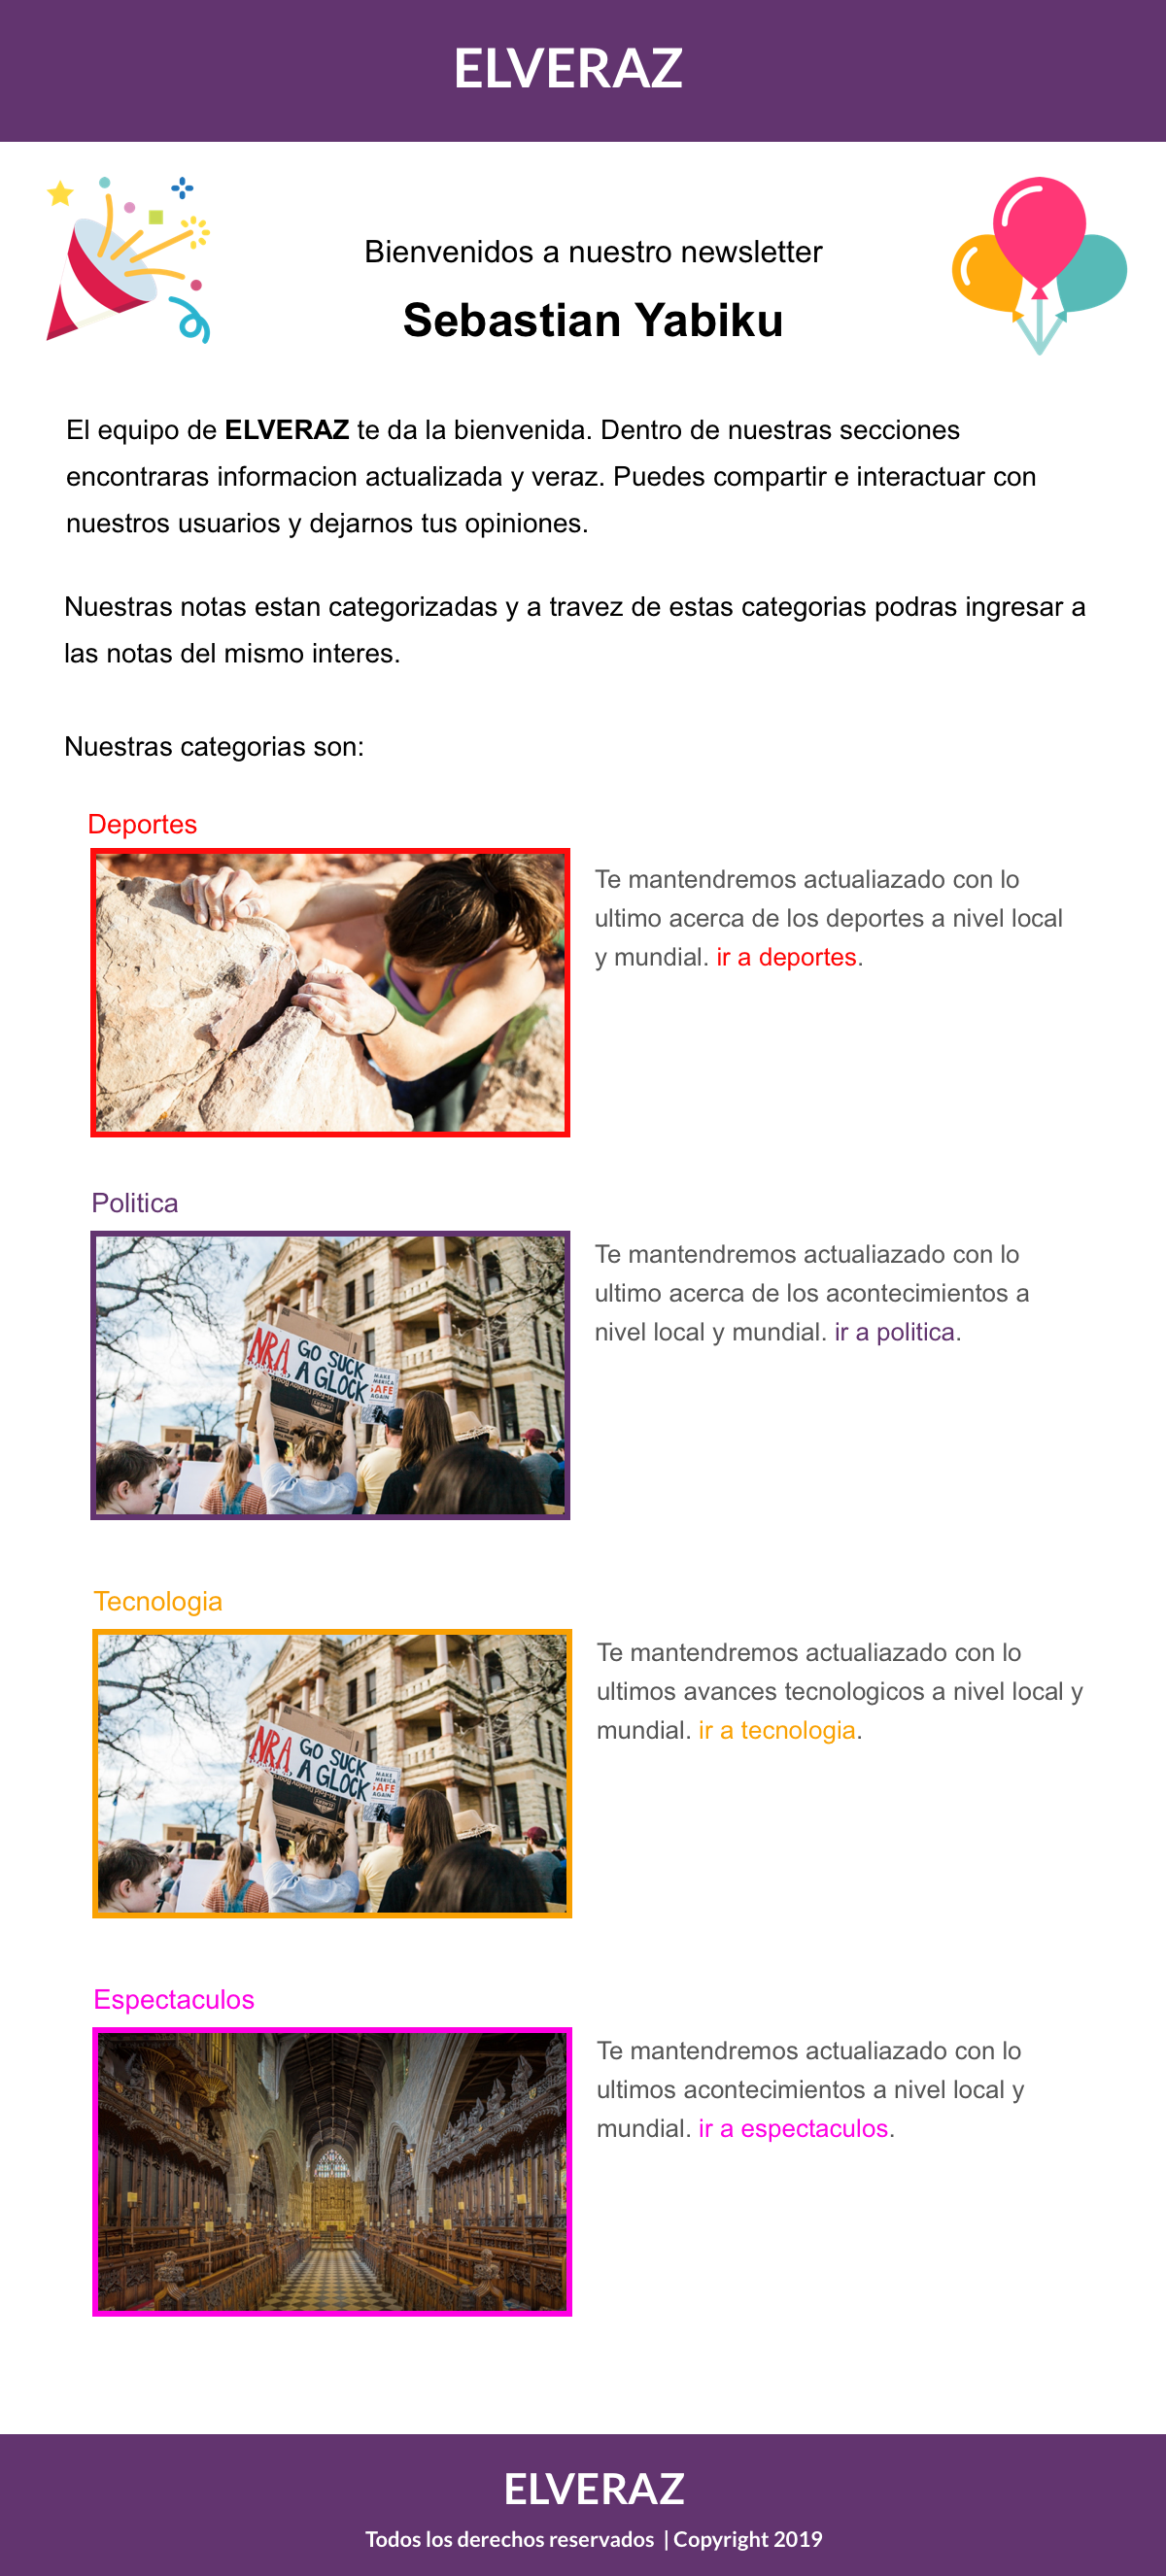 ELVERAZ
Bienvenidos a nuestro newsletter
Sebastian Yabiku
El equipo de ELVERAZ te da la bienvenida. Dentro de nuestras secciones
encontraras informacion actualizada y veraz. Puedes compartir e interactuar con
nuestros usuarios y dejarnos tus opiniones.
Nuestras notas estan categorizadas y a travez de estas categorias podras ingresar a
las notas del mismo interes.
Nuestras categorias son:
Deportes
Te mantendremos actualiazado con lo
ultimo acerca de los deportes a nivel local
y mundial. ir a deportes.
Politica
NRA GO SUCK
A GLOCK
MAKE
MERICA
SAFE
AGAIN
Te mantendremos actualiazado con lo
ultimo acerca de los acontecimientos a
nivel local y mundial. ir a politica.
Tecnologia
NRA GO SUCK
A GLOCK
MAKE
MERICA
SAFE
AGAIN
Te mantendremos actualiazado con lo
ultimos avances tecnologicos a nivel local y
mundial. ir a tecnologia.
Espectaculos
Te mantendremos actualiazado con lo
ultimos acontecimientos a nivel local y
mundial. ir a espectaculos.
ELVERAZ
Todos los derechos reservados | Copyright 2019